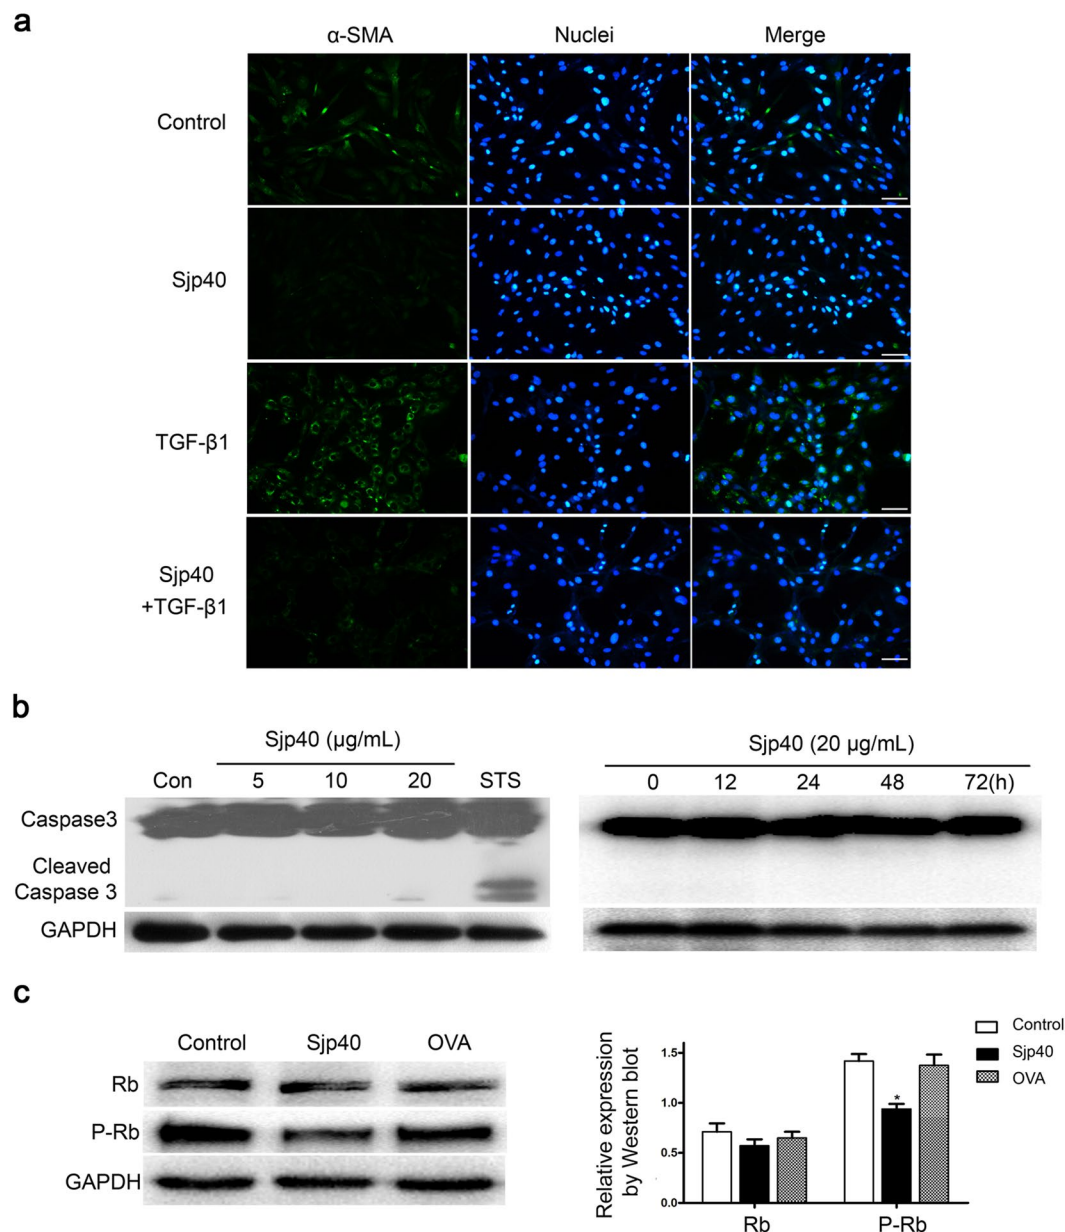 a
α-SMA Nuclei Merge
Control
Sjp40
TGF-β1
Sjp40
+TGF-β1
b
Sjp40 (μg/mL)
Con 5 10 20 STS
Caspase3
Cleaved
Caspase 3
GAPDH
Sjp40 (20 μg/mL)
0 12 24 48 72(h)
c
Control Sjp40 OVA
Rb
P-Rb
GAPDH
Relative expression
by Western blot
1.5
1.0
0.5
0.0
*
Rb P-Rb
Control
Sjp40
OVA